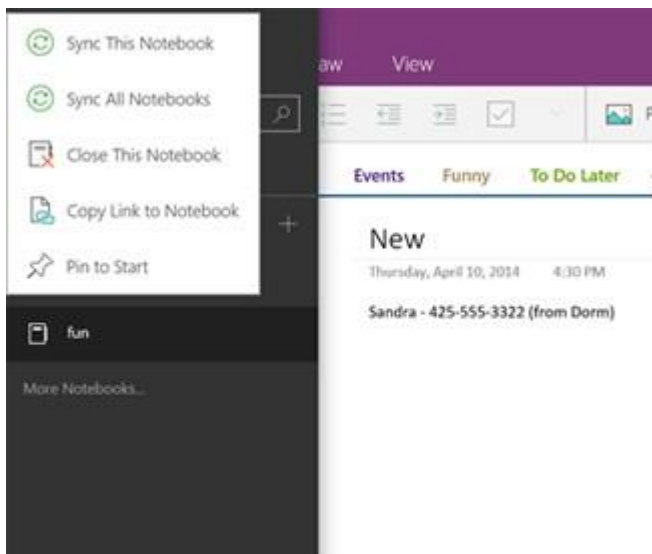 Sync This Notebook
Sync All Notebooks
Close This Notebook
Copy Link to Notebook
Pin to Start
fun
More Notebooks...
aw View
P
Events Funny To Do Later
New
Thursday, April 10, 2014 4:30 PM
Sandra - 425-555-3322 (from Dorm)